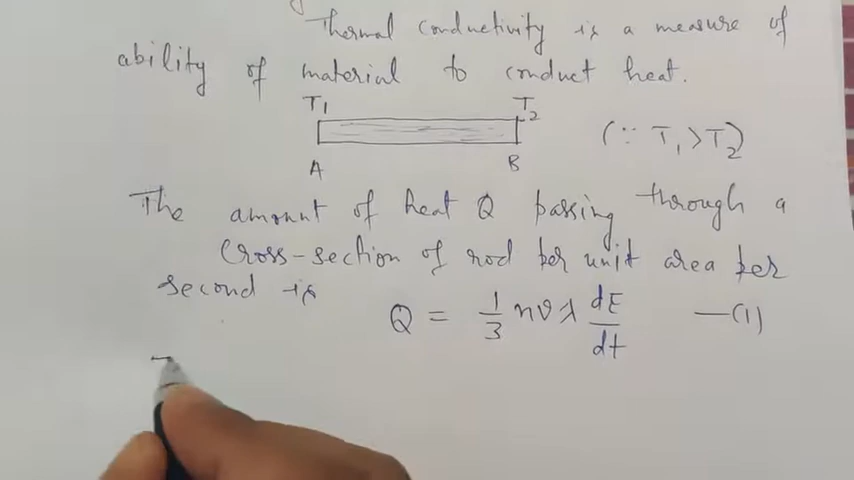 Thermal conductivity is a measure of
ability of material to conduct heat.
T1 T2
(∵ T1 > T2)
A B
The amount of heat Q passing through a
Cross-section of rod per unit area per
second is
Q = 1/3 nvλ dE/dt —(1)